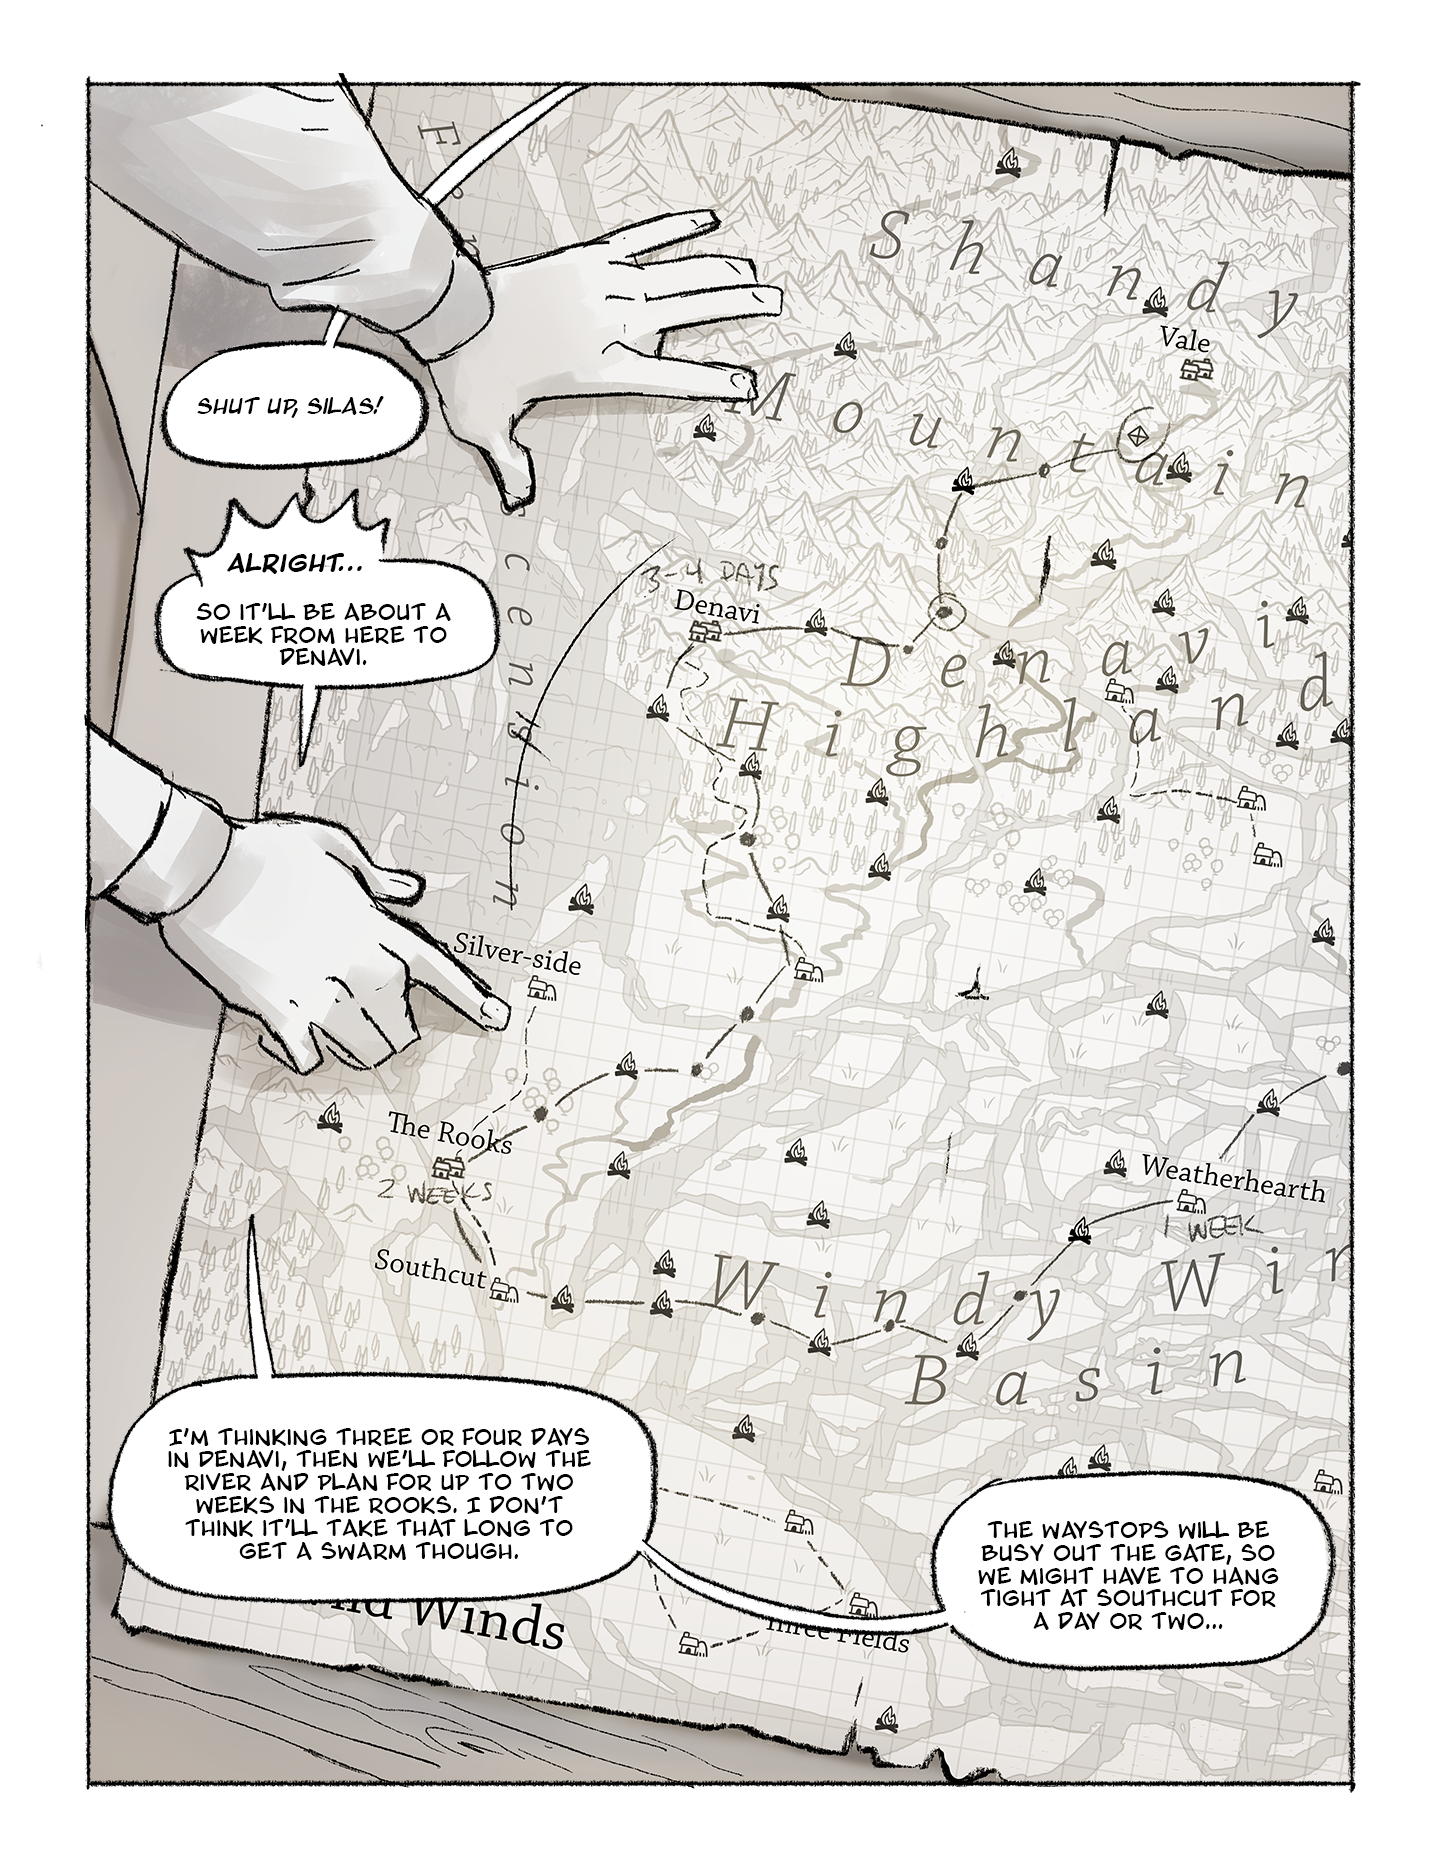 Shandy
Vale
Mountain
SHUT UP, SILAS!
ALRIGHT...
SO IT'LL BE ABOUT A
WEEK FROM HERE TO
DENAVI.
3-4 DAYS
Denavi
Denavi
Highland
Silver-side
The Rooks
2 WEEKS
Weatherhearth
1 WEEK
Southcut
Windy
Basin
I'M THINKING THREE OR FOUR DAYS
IN DENAVI, THEN WE'LL FOLLOW THE
RIVER AND PLAN FOR UP TO TWO
WEEKS IN THE ROOKS. I DON'T
THINK IT'LL TAKE THAT LONG TO
GET A SWARM THOUGH.
THE WAYSTOPS WILL BE
BUSY OUT THE GATE, SO
WE MIGHT HAVE TO HANG
TIGHT AT SOUTHCUT FOR
A DAY OR TWO...
Winds
Three Fields